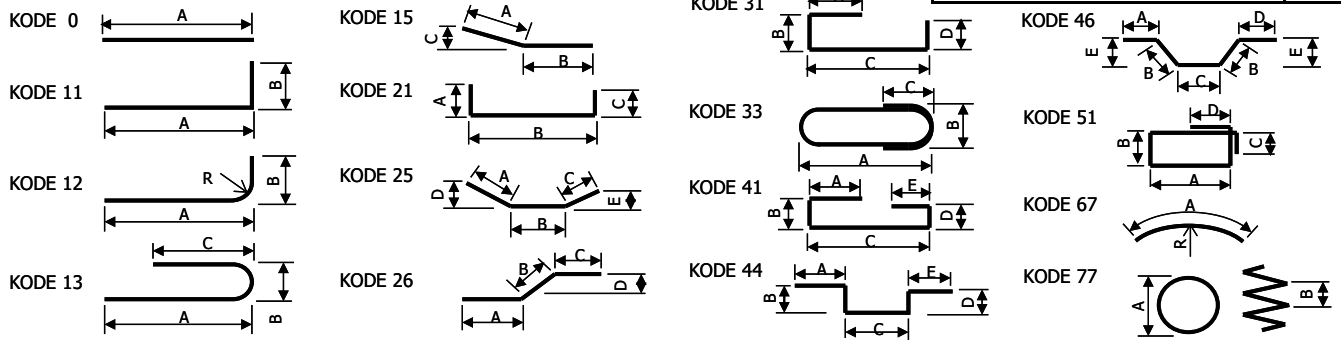 KODE 0
A
KODE 11
B
A
KODE 12
R
B
A
C
KODE 13
A
B
KODE 15
A
C
B
KODE 21
A
C
B
KODE 25
A
C
D
E
B
KODE 26
B
C
D
A
KODE 31
B
D
C
KODE 33
C
B
A
KODE 41
A
E
B
D
C
KODE 44
A
E
B
D
C
KODE 46
A
D
E
B
B
E
C
KODE 51
D
B
C
A
KODE 67
A
R
KODE 77
A
B